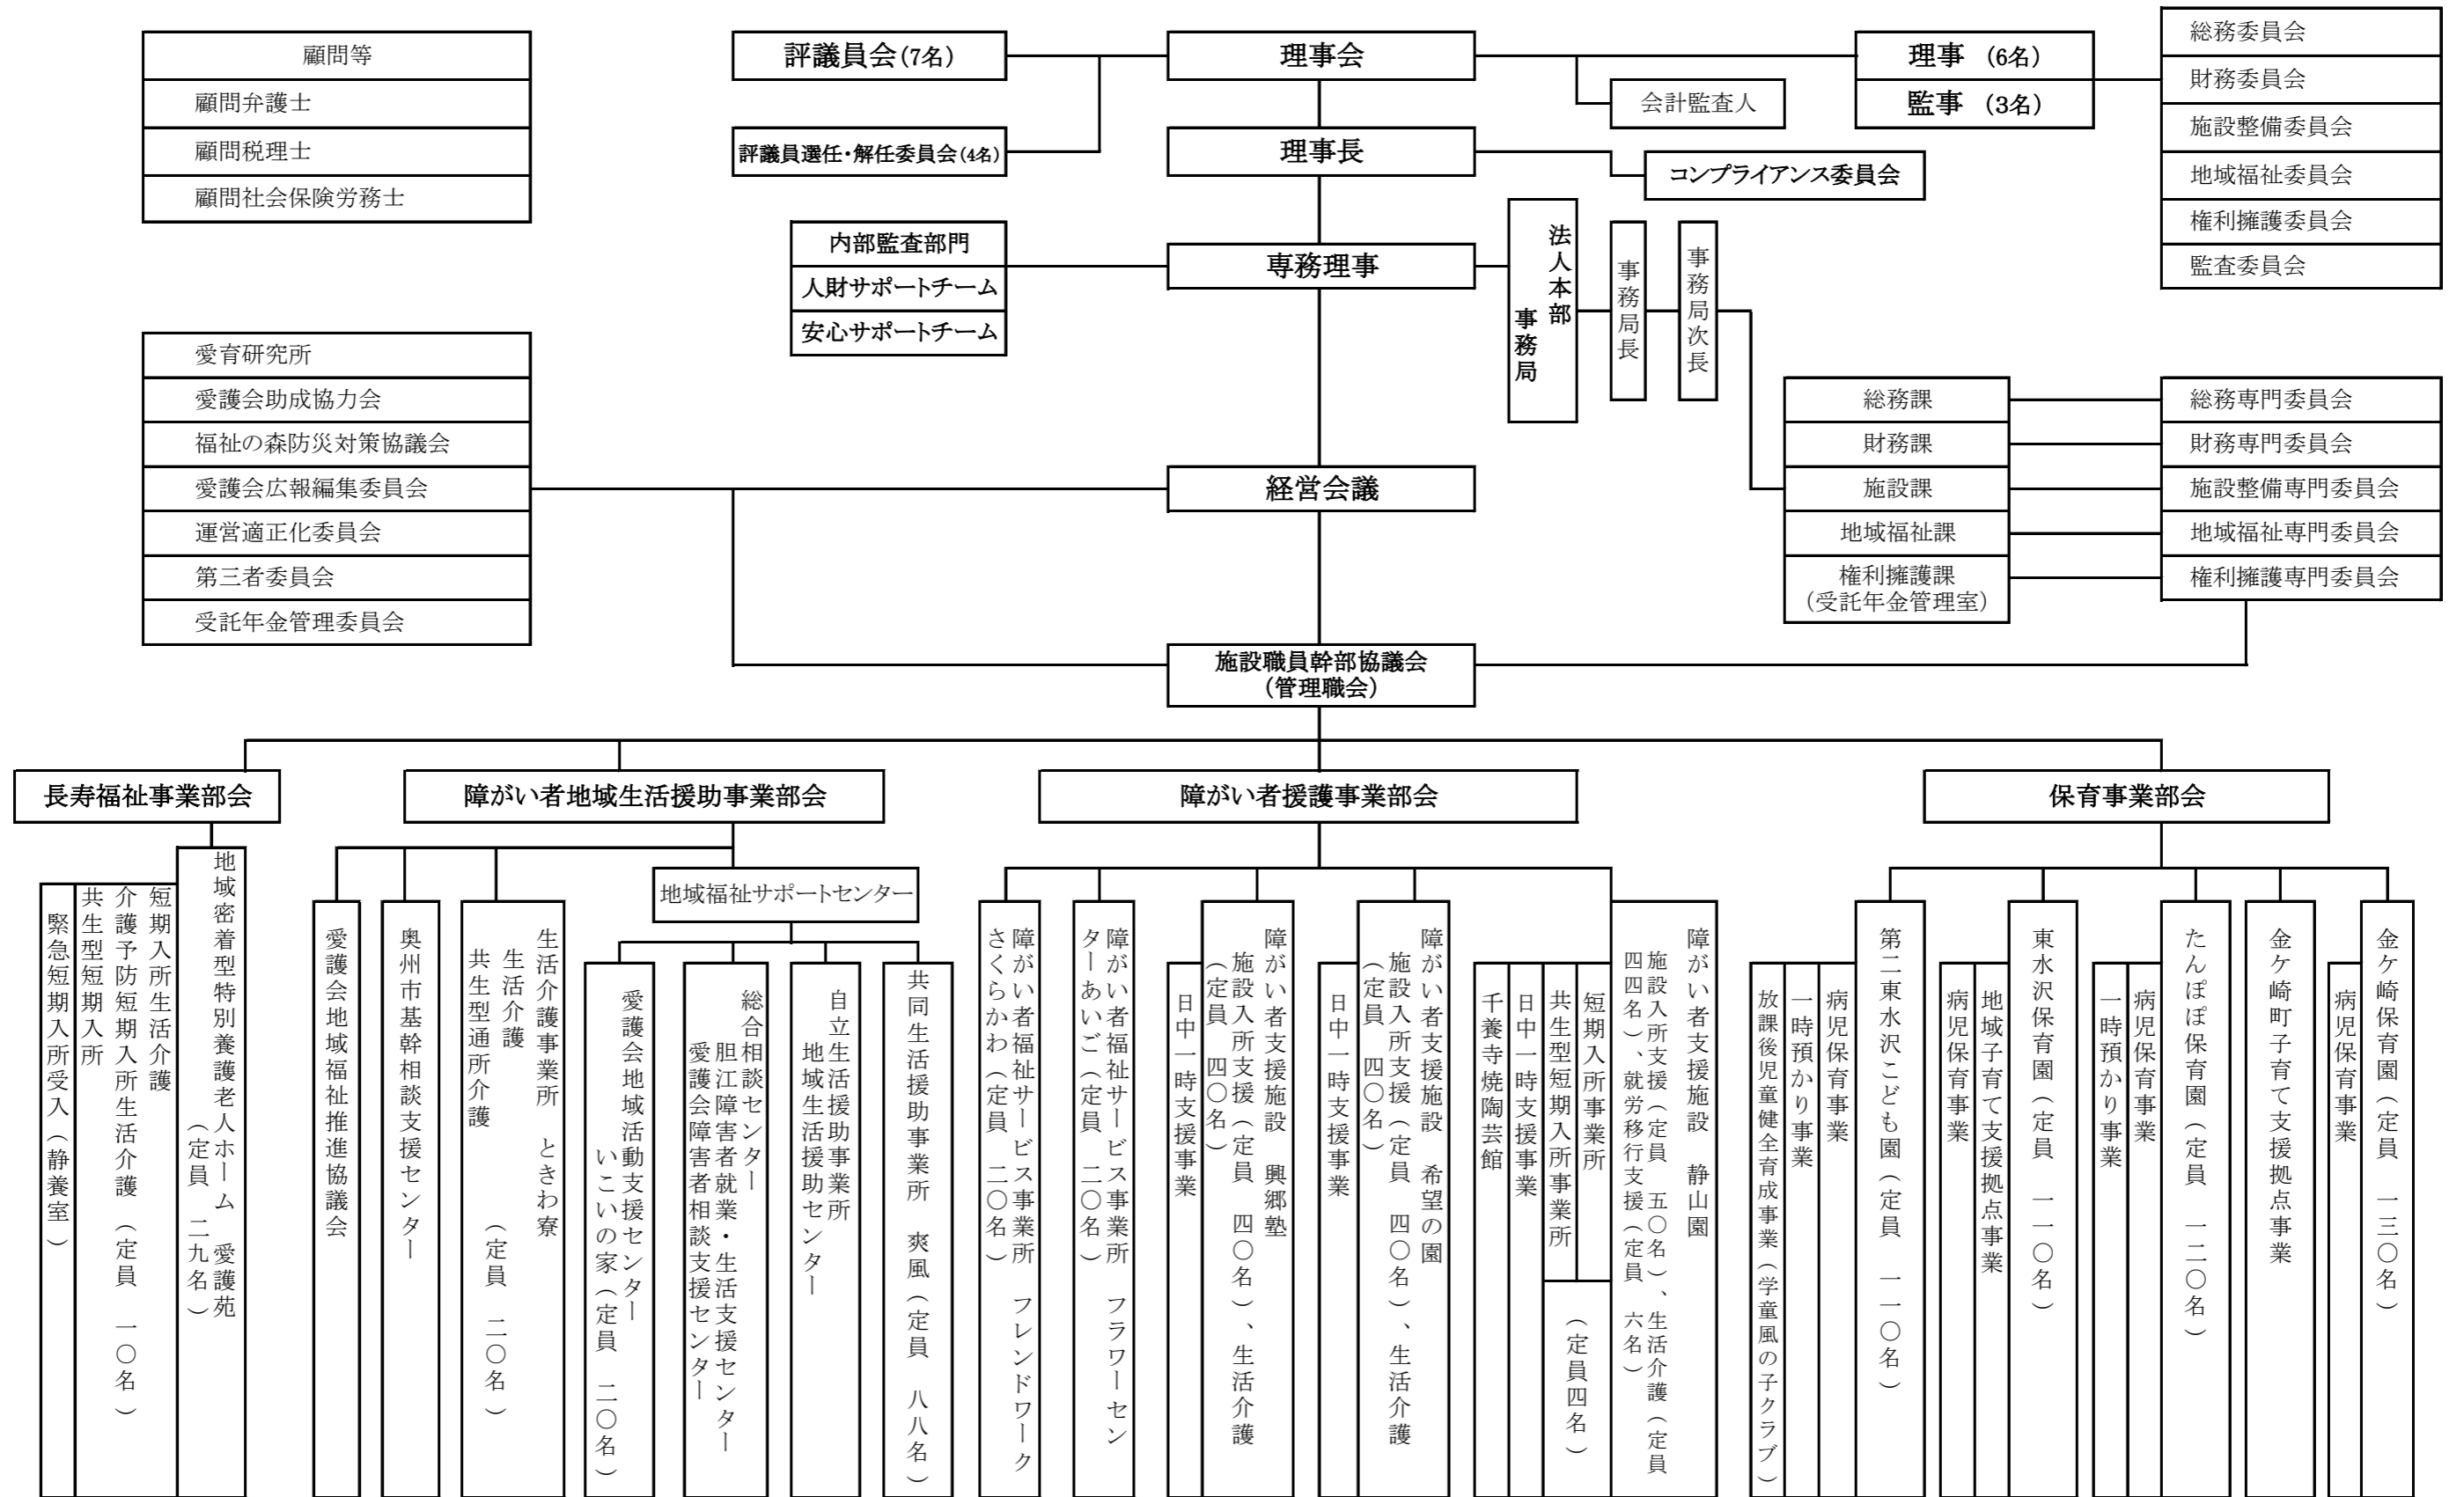 顧問等
顧問弁護士
顧問税理士
顧問社会保険労務士
評議員会(7名)
評議員選任・解任委員会(4名)
理事会
理事長
会計監査人
理事 (6名)
監事 (3名)
コンプライアンス委員会
総務委員会
財務委員会
施設整備委員会
地域福祉委員会
権利擁護委員会
監査委員会
内部監査部門
人財サポートチーム
安心サポートチーム
専務理事
法人本部
事務局
事務局長
事務局次長
愛育研究所
愛護会助成協力会
福祉の森防災対策協議会
愛護会広報編集委員会
運営適正化委員会
第三者委員会
受託年金管理委員会
経営会議
総務課
財務課
施設課
地域福祉課
権利擁護課
(受託年金管理室)
総務専門委員会
財務専門委員会
施設整備専門委員会
地域福祉専門委員会
権利擁護専門委員会
施設職員幹部協議会
(管理職会)
長寿福祉事業部会
障がい者地域生活援助事業部会
障がい者援護事業部会
保育事業部会
地域密着型特別養護老人ホーム 愛護苑
(定員 二九名)
短期入所生活介護
介護予防短期入所生活介護 (定員 一〇名)
共生型短期入所
緊急短期入所受入(静養室)
愛護会地域福祉推進協議会
奥州市基幹相談支援センター
生活介護事業所 ときわ寮
生活介護 (定員 二〇名)
共生型通所介護
地域福祉サポートセンター
愛護会地域活動支援センター
いこいの家(定員 二〇名)
総合相談センター
胆江障害者就業・生活支援センター
愛護会障害者相談支援センター
自立生活援助事業所
地域生活援助センター
共同生活援助事業所 爽風(定員 八八名)
障がい者福祉サービス事業所 フレンドワーク
さくらかわ(定員 二〇名)
障がい者福祉サービス事業所 フラワーセン
ターあいご(定員 二〇名)
障がい者支援施設 興郷塾
施設入所支援(定員 四〇名)、生活介護
(定員 四〇名)
日中一時支援事業
障がい者支援施設 希望の園
施設入所支援(定員 四〇名)、生活介護
(定員 四〇名)
日中一時支援事業
障がい者支援施設 静山園
施設入所支援(定員 五〇名)、生活介護(定員
四四名)、就労移行支援(定員 六名)
短期入所事業所
共生型短期入所事業所
(定員四名)
日中一時支援事業
千養寺焼陶芸館
第二東水沢こども園(定員 一一〇名)
病児保育事業
一時預かり事業
放課後児童健全育成事業(学童風の子クラブ)
東水沢保育園(定員 一一〇名)
地域子育て支援拠点事業
病児保育事業
たんぽぽ保育園(定員 一二〇名)
病児保育事業
一時預かり事業
金ケ崎町子育て支援拠点事業
金ケ崎保育園(定員 一三〇名)
病児保育事業